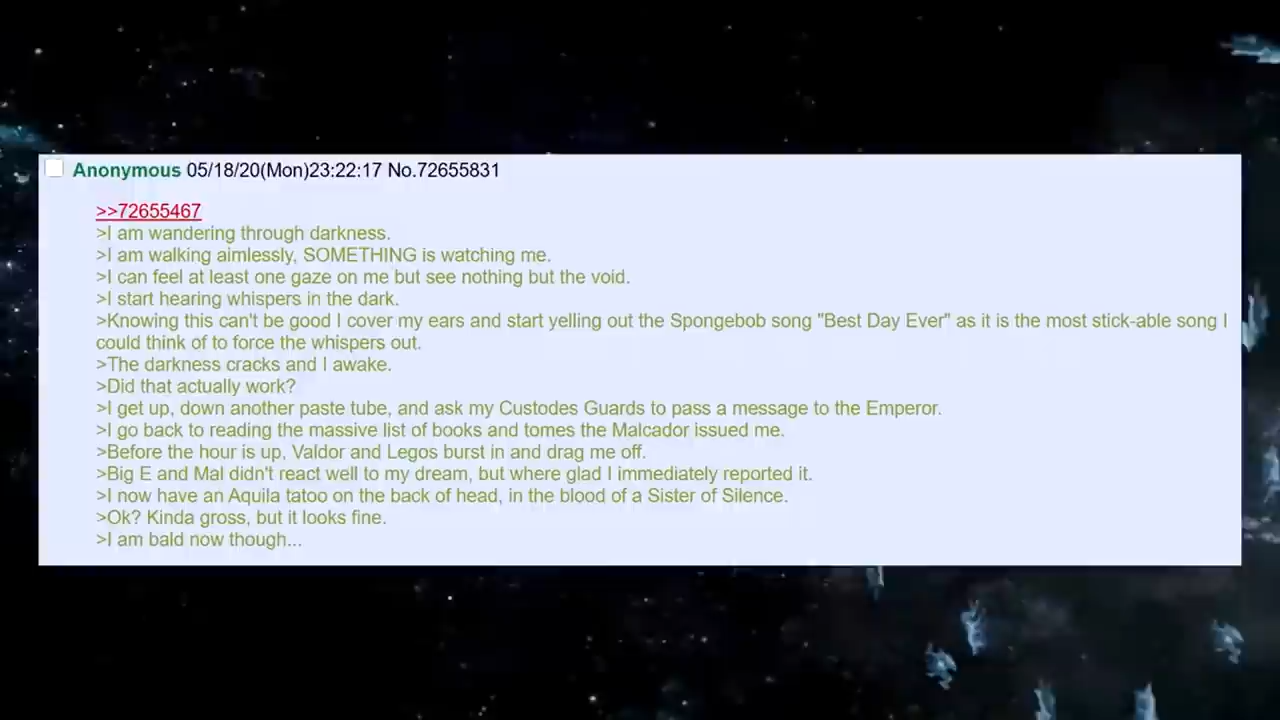 Anonymous 05/18/20(Mon)23:22:17 No.72655831
>>72655467
>I am wandering through darkness.
>I am walking aimlessly, SOMETHING is watching me.
>I can feel at least one gaze on me but see nothing but the void.
>I start hearing whispers in the dark.
>Knowing this can't be good I cover my ears and start yelling out the Spongebob song "Best Day Ever" as it is the most stick-able song I
could think of to force the whispers out.
>The darkness cracks and I awake.
>Did that actually work?
>I get up, down another paste tube, and ask my Custodes Guards to pass a message to the Emperor.
>I go back to reading the massive list of books and tomes the Malcador issued me.
>Before the hour is up, Valdor and Legos burst in and drag me off.
>Big E and Mal didn't react well to my dream, but where glad I immediately reported it.
>I now have an Aquila tatoo on the back of head, in the blood of a Sister of Silence.
>Ok? Kinda gross, but it looks fine.
>I am bald now though...